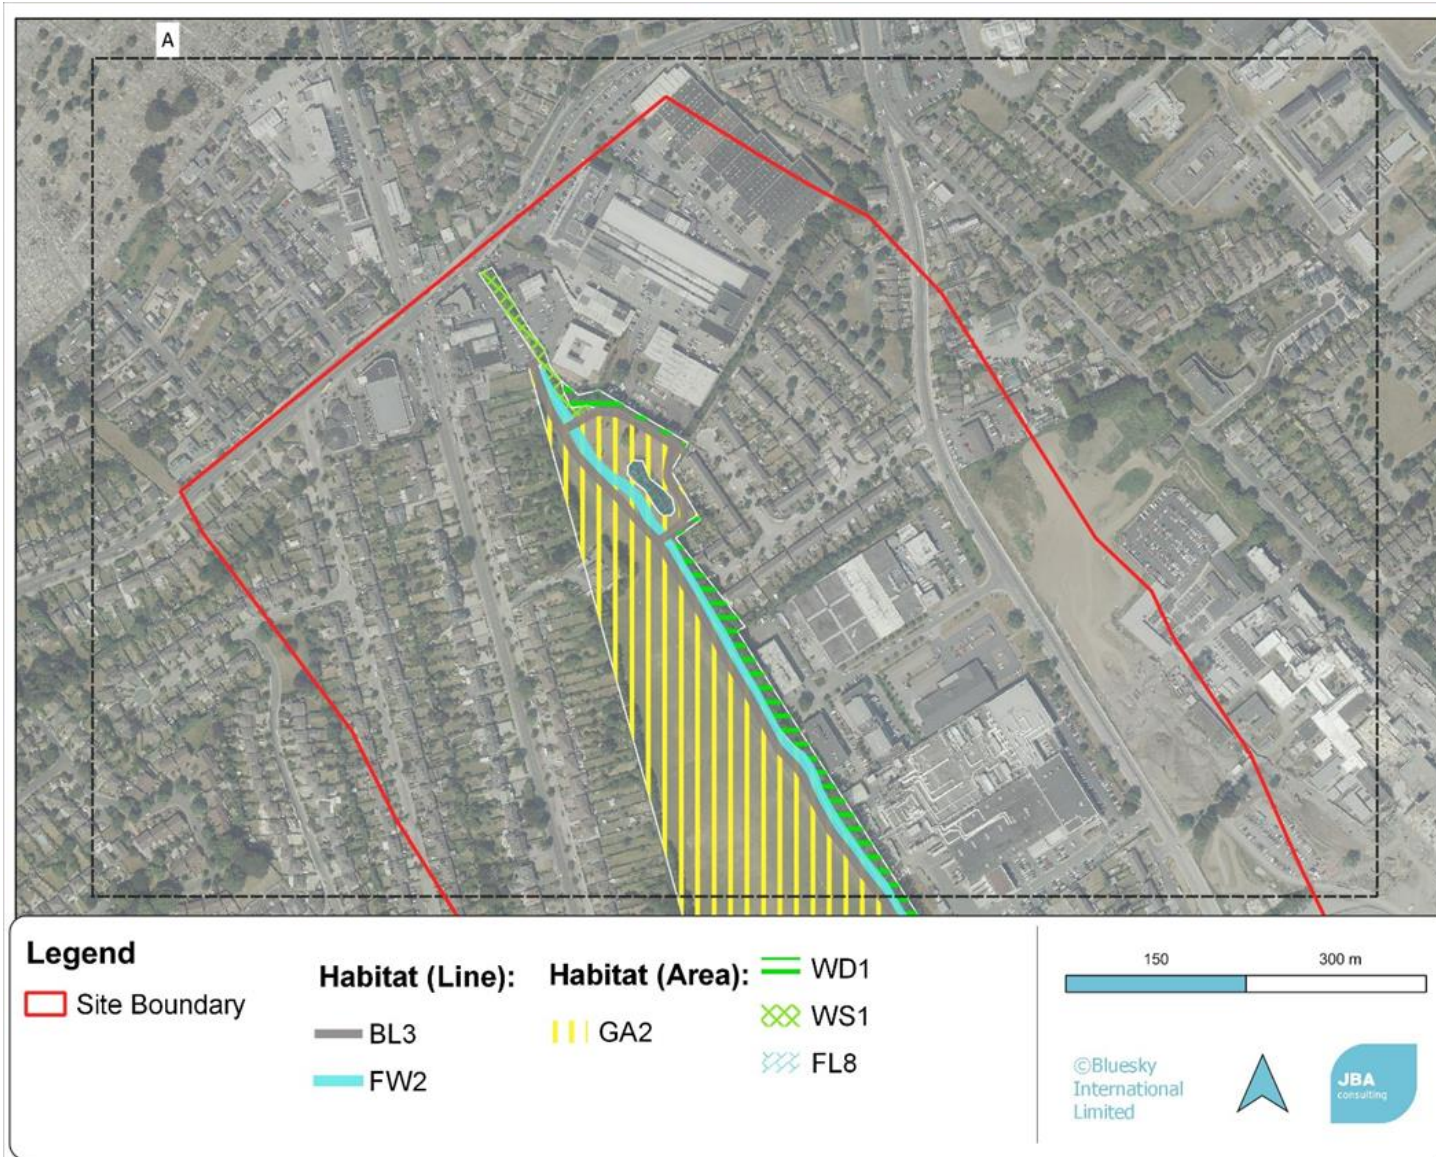 A
Legend
Site Boundary
Habitat (Line):
BL3
FW2
Habitat (Area):
GA2
WD1
WS1
FL8
150 300 m
©Bluesky
International
Limited
JBA
consulting